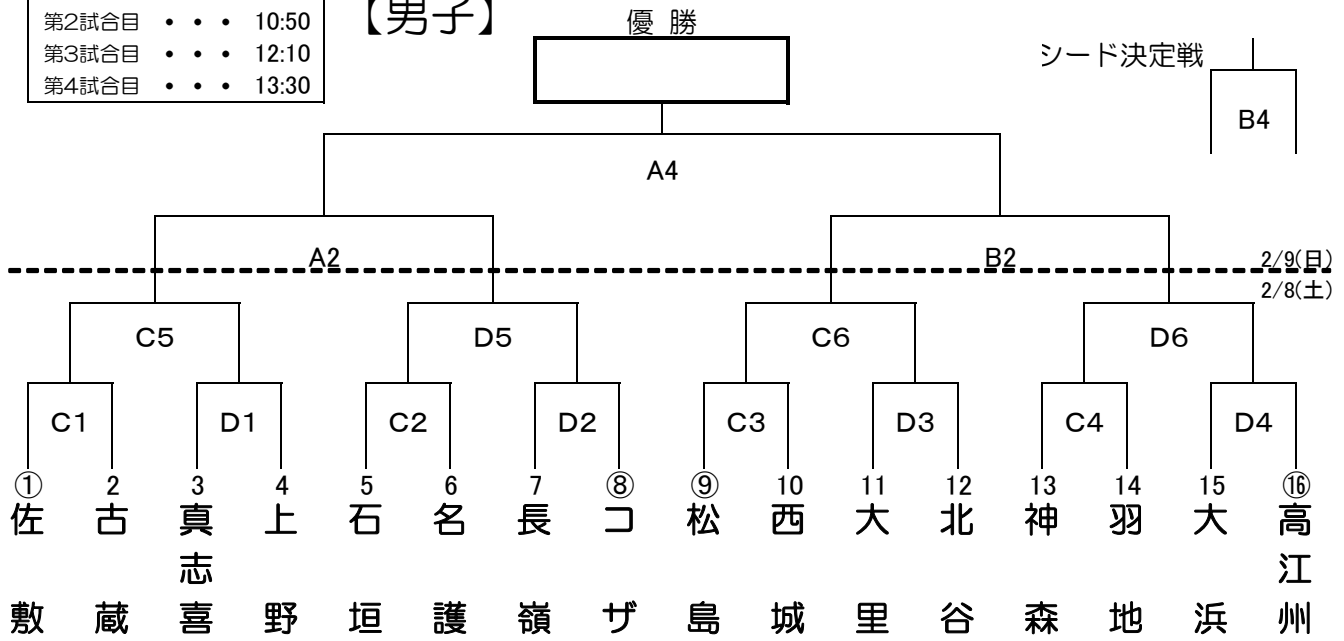 【男子】
第2試合目 ・ ・ ・ 10:50
第3試合目 ・ ・ ・ 12:10
第4試合目 ・ ・ ・ 13:30
優 勝
シード決定戦
B4
A4
A2
B2
2/9(日)
2/8(土)
C5
D5
C6
D6
C1
D1
C2
D2
C3
D3
C4
D4
① 2 3 4 5 6 7 ⑧ ⑨ 10 11 12 13 14 15 ⑯
佐敷
古蔵
真志喜
上野
石垣
名護
長嶺
コザ
松島
西城
大里
北谷
神森
羽地
大浜
高江州